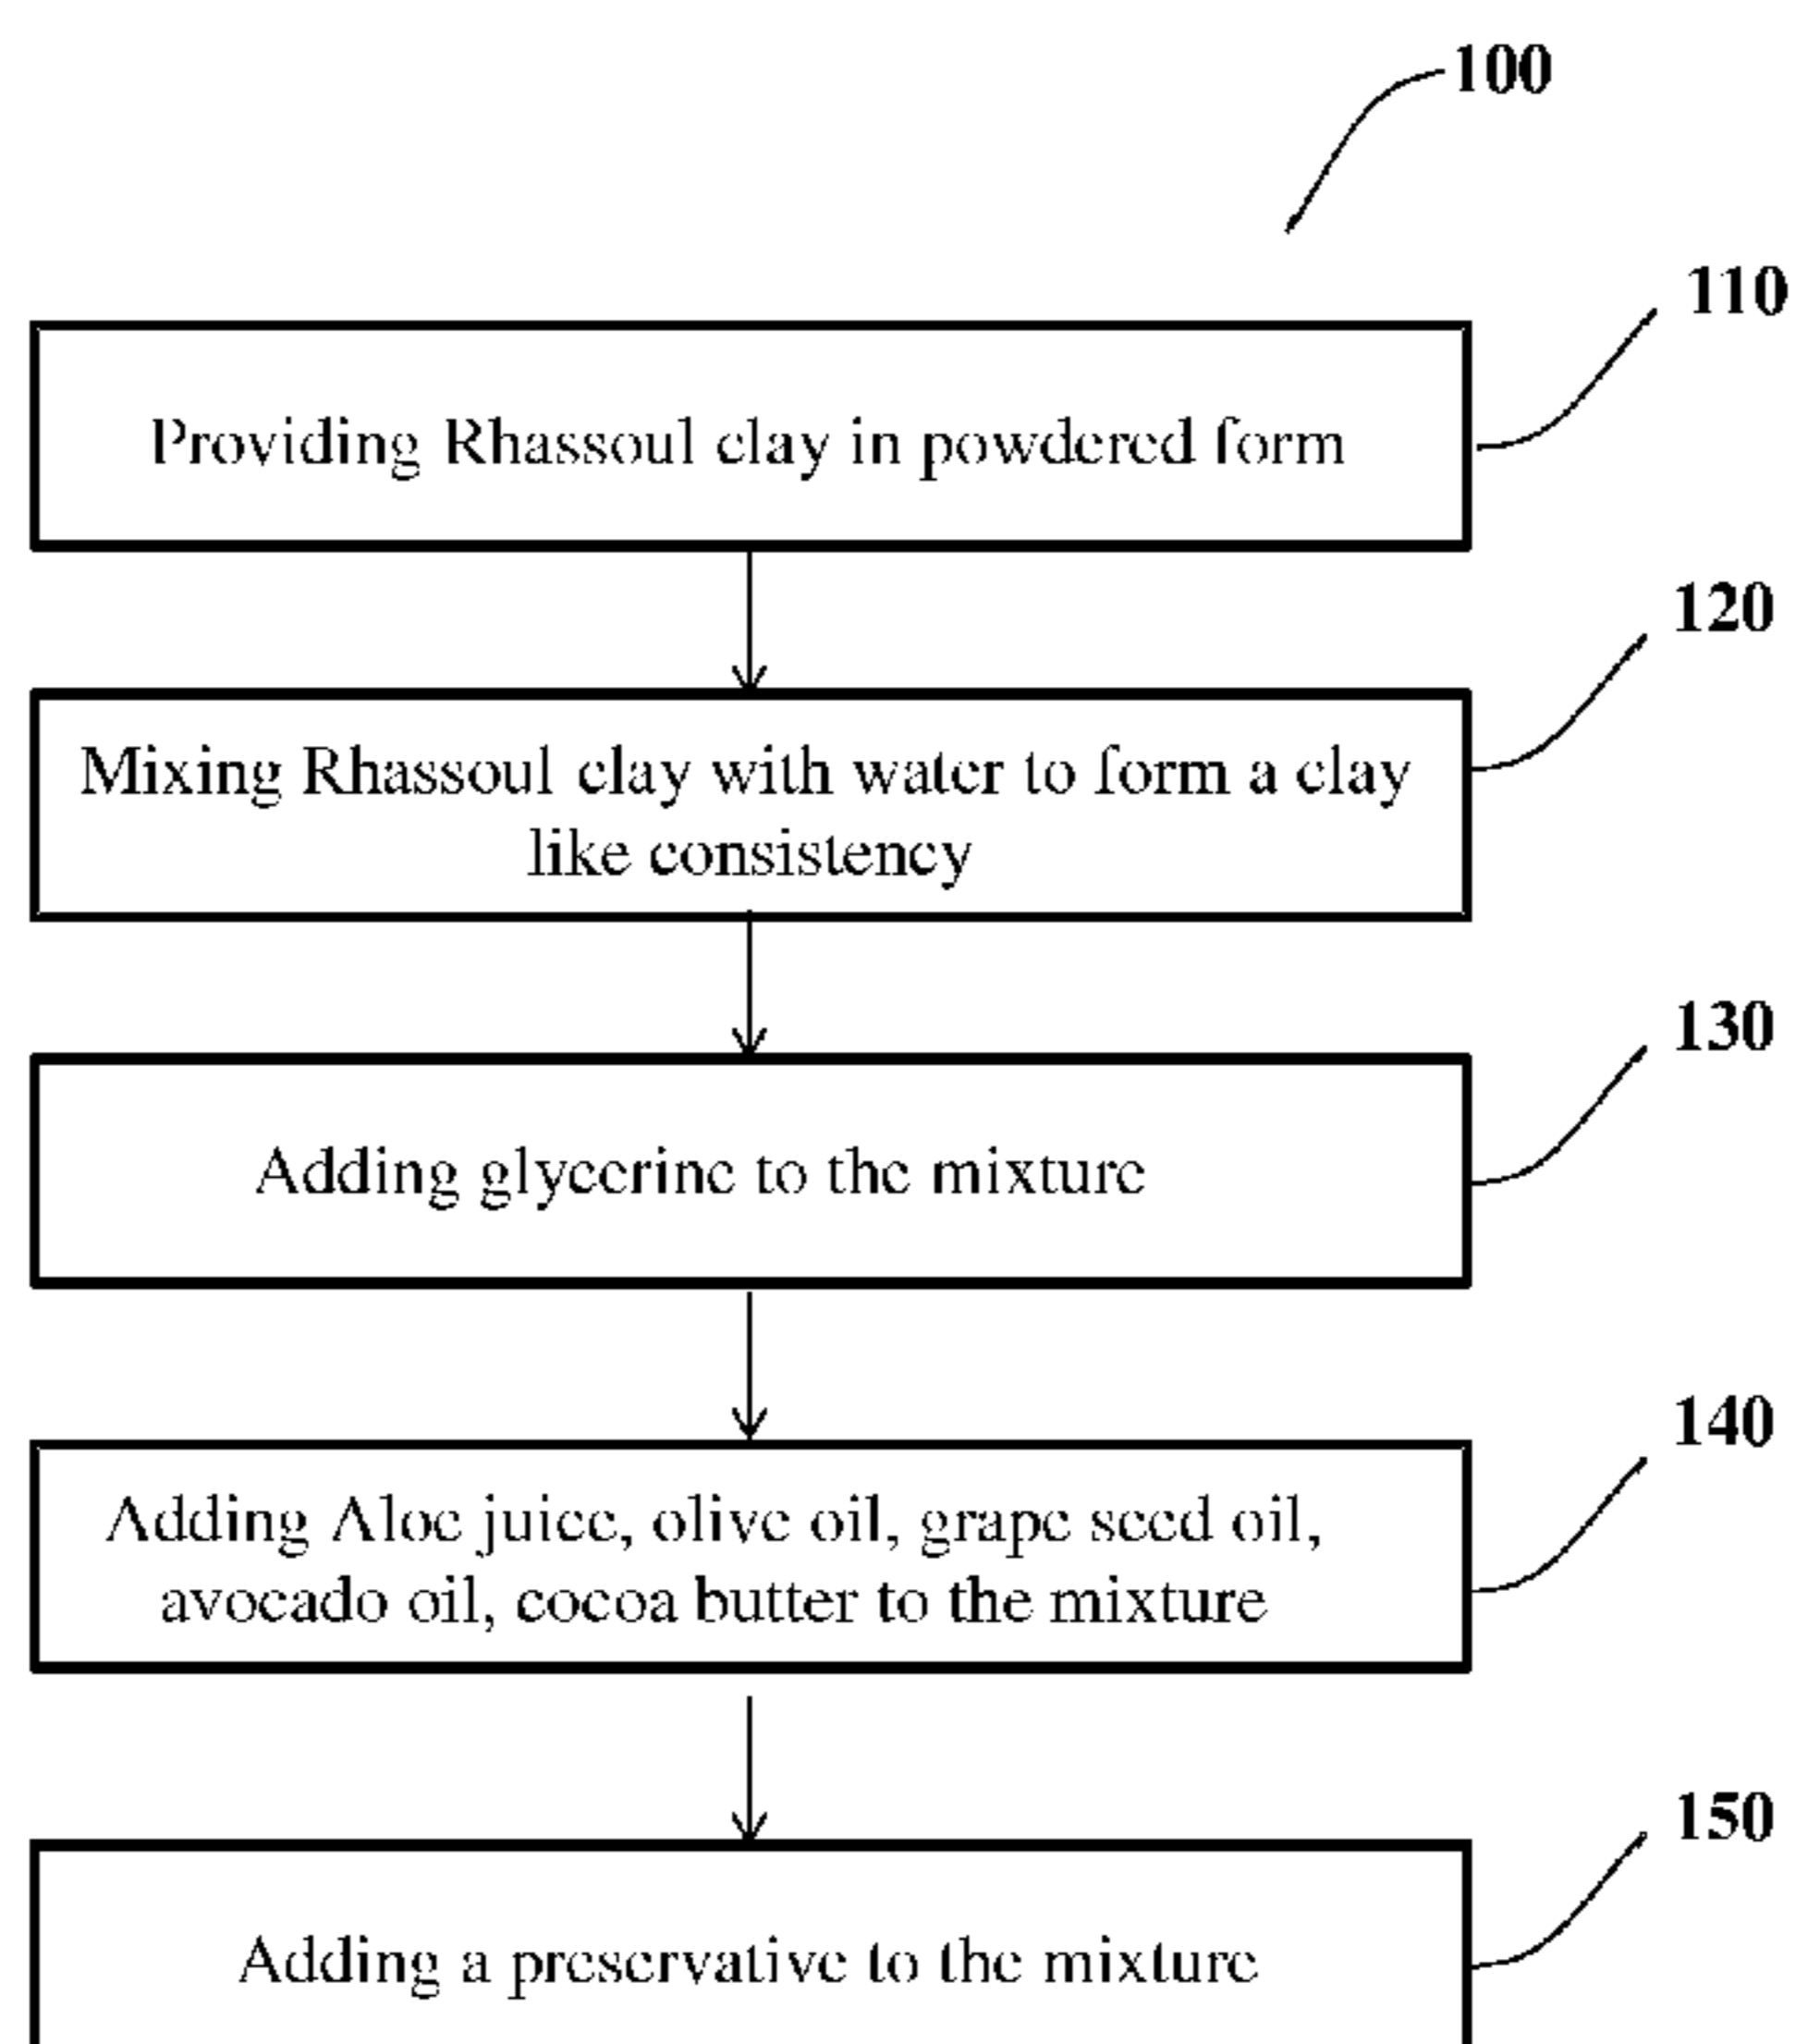 100
110
Providing Rhassoul clay in powdered form
120
Mixing Rhassoul clay with water to form a clay
like consistency
130
Adding glycerine to the mixture
140
Adding Aloe juice, olive oil, grape seed oil,
avocado oil, cocoa butter to the mixture
150
Adding a preservative to the mixture